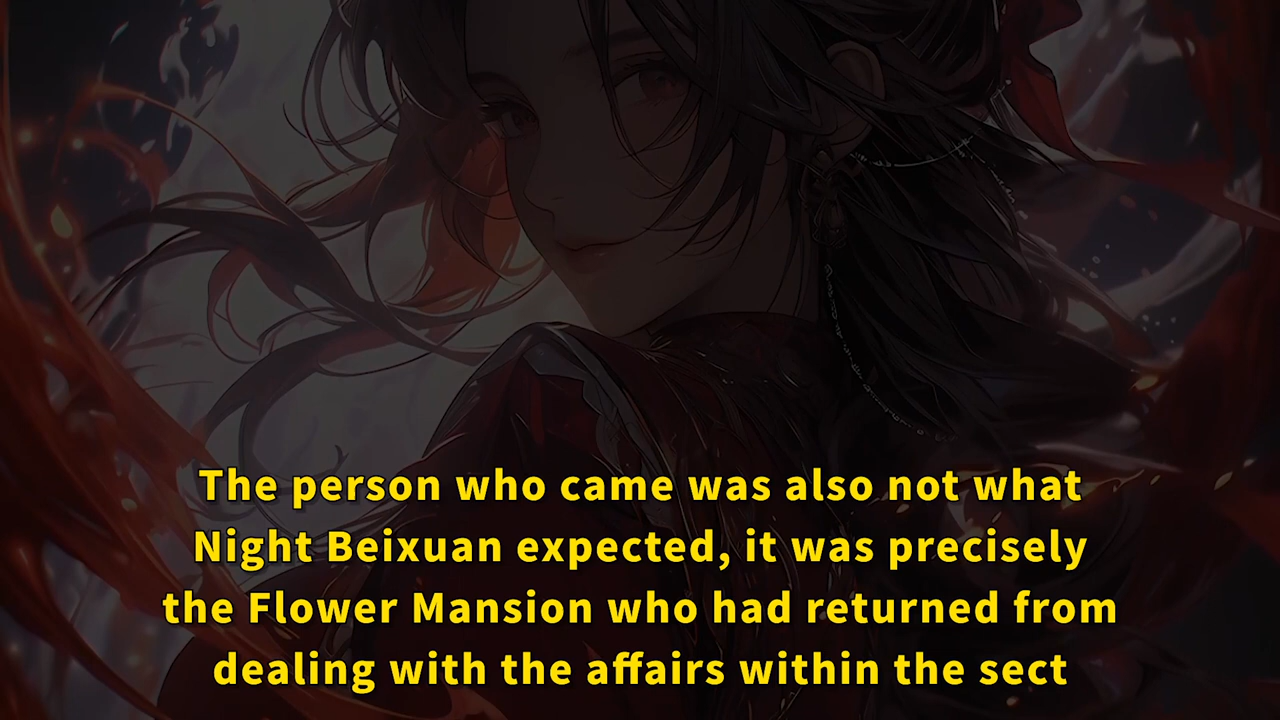 The person who came was also not what
Night Beixuan expected, it was precisely
the Flower Mansion who had returned from
dealing with the affairs within the sect